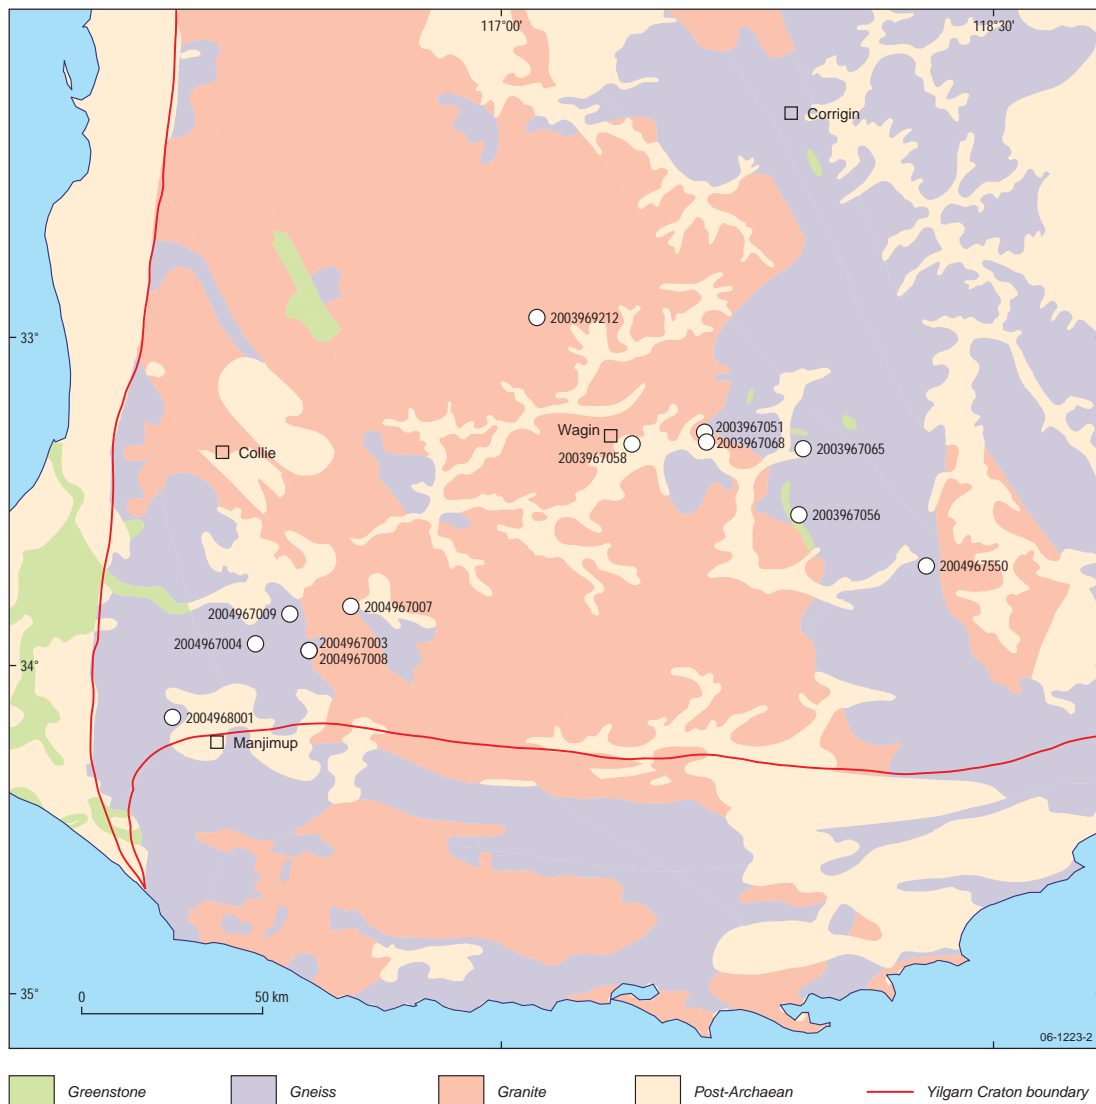 117°00'
118°30'
Corrigin
2003969212
33°
Wagin
2003967051
2003967068
2003967058
2003967065
Collie
2003967056
2004967550
2004967007
2004967009
2004967004
2004967003
2004967008
34°
2004968001
Manjimup
35°
0
50 km
06-1223-2
Greenstone
Gneiss
Granite
Post-Archaean
Yilgarn Craton boundary